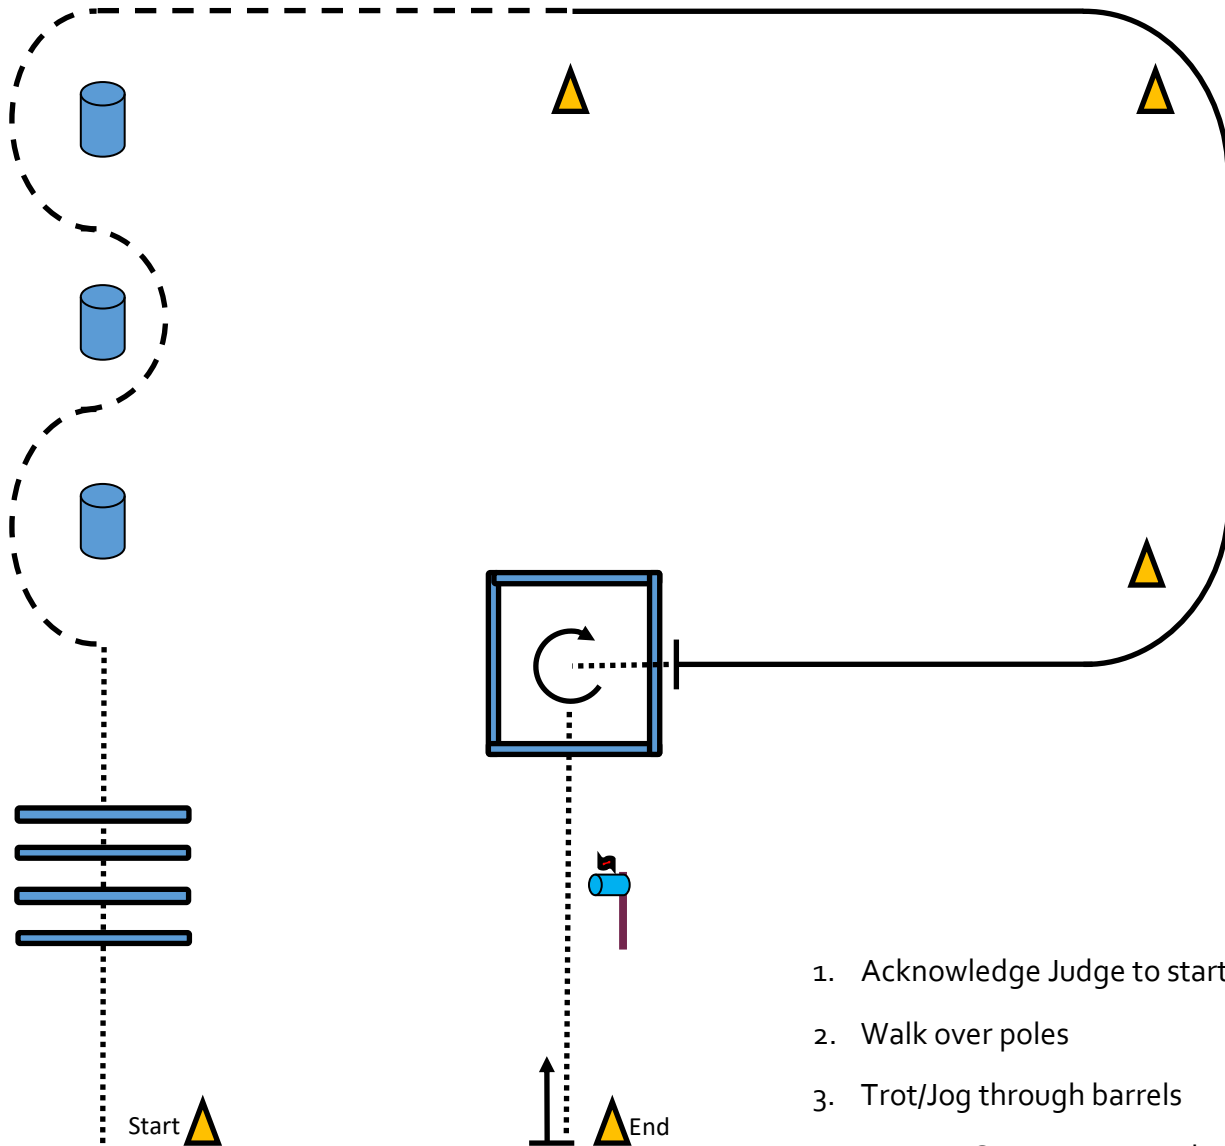 1. Acknowledge Judge to start
2. Walk over poles
3. Trot/Jog through barrels
Start
End